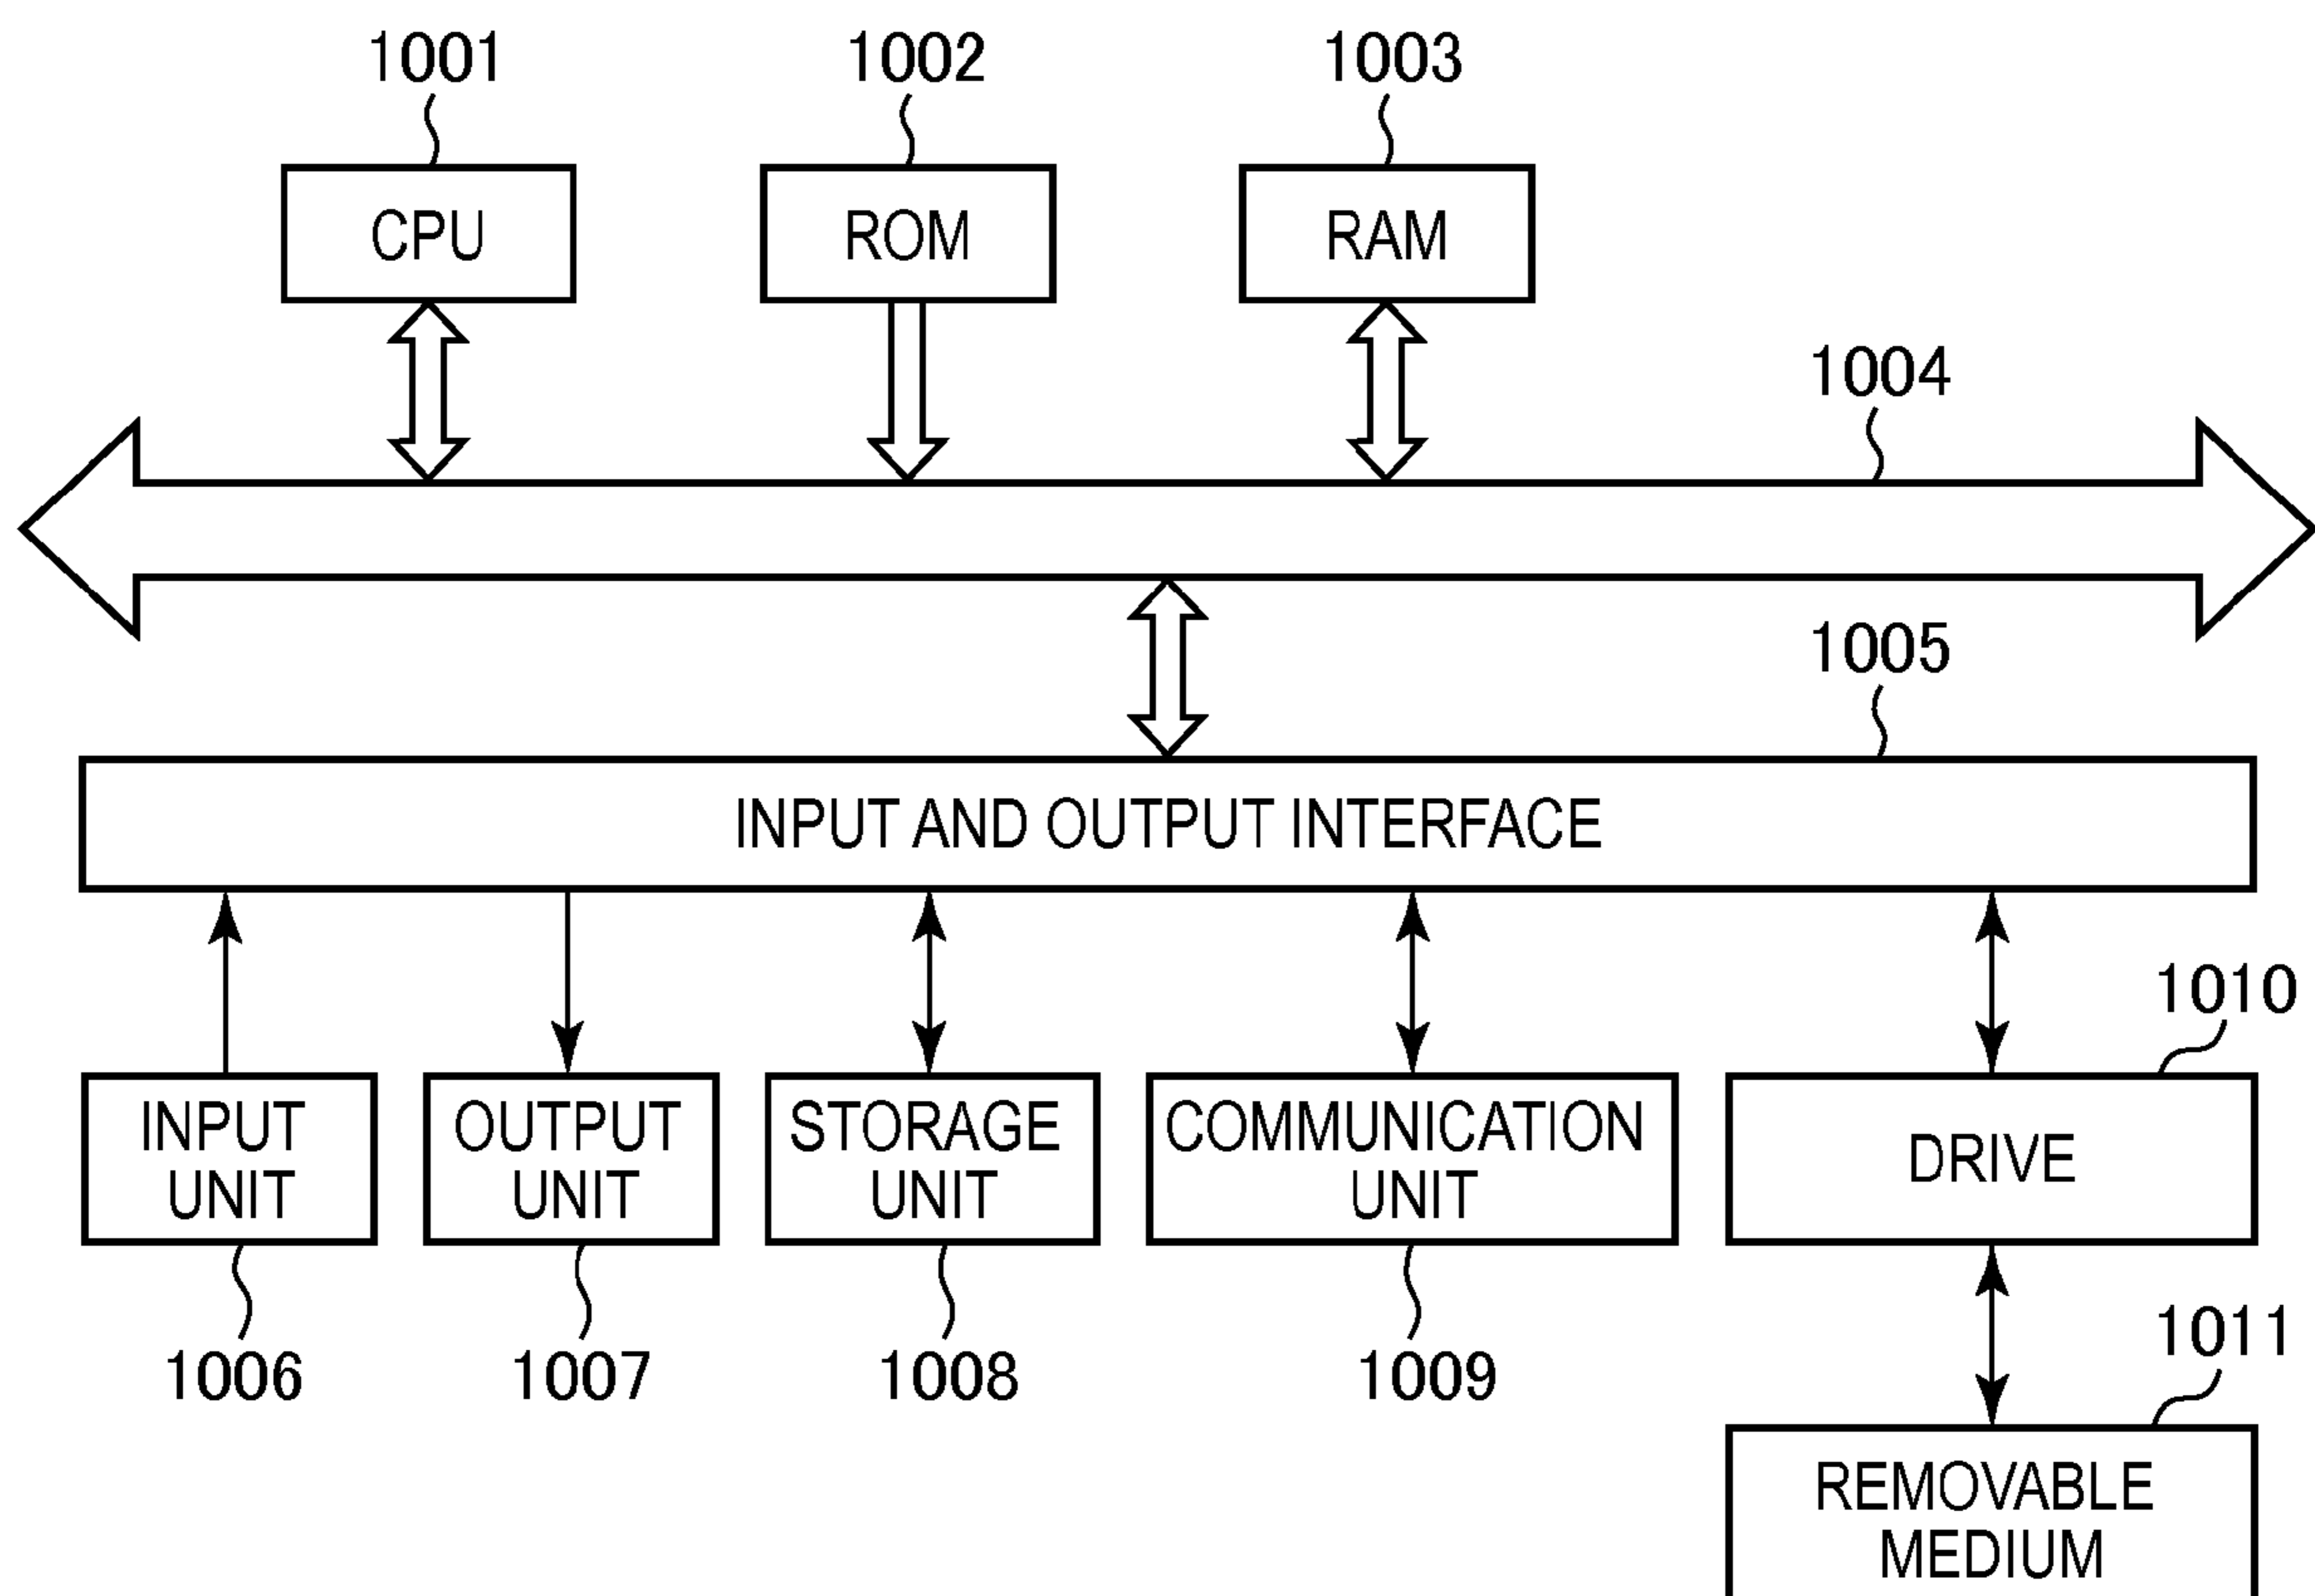 1001
1002
1003
CPU
ROM
RAM
1004
1005
INPUT AND OUTPUT INTERFACE
1010
INPUT
UNIT
OUTPUT
UNIT
STORAGE
UNIT
COMMUNICATION
UNIT
DRIVE
1006
1007
1008
1009
1011
REMOVABLE
MEDIUM